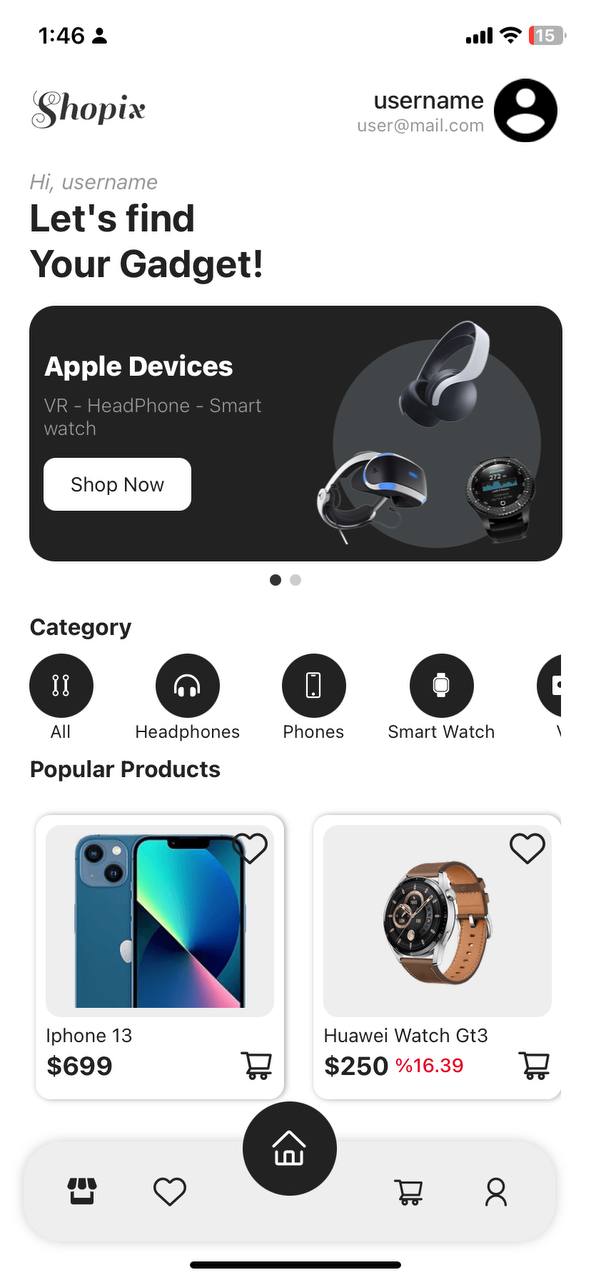 1:46
15
Shopix
username
user@mail.com
Hi, username
Let's find
Your Gadget!
Apple Devices
VR - HeadPhone - Smart
watch
Shop Now
272
Category
All
Headphones
Phones
Smart Watch
Popular Products
Iphone 13
Huawei Watch Gt3
$699
$250 %16.39